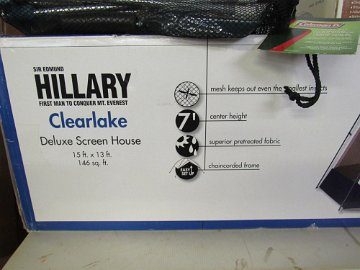 SIR EDMUND
HILLARY
FIRST MAN TO CONQUER MT. EVEREST
Clearlake
Deluxe Screen House
15 ft. x 13 ft.
146 sq. ft.
mesh keeps out even the smallest insects
7'
center height
superior pretreated fabric
EASY
SET UP
chaincorded frame